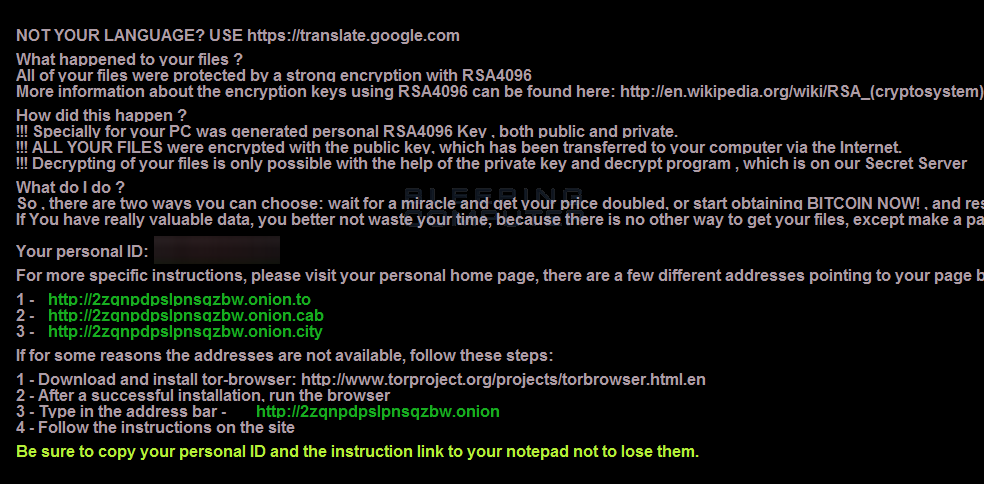 NOT YOUR LANGUAGE? USE https://translate.google.com
What happened to your files ?
All of your files were protected by a strong encryption with RSA4096
More information about the encryption keys using RSA4096 can be found here: http://en.wikipedia.org/wiki/RSA_(cryptosystem)
How did this happen ?
!!! Specially for your PC was generated personal RSA4096 Key , both public and private.
!!! ALL YOUR FILES were encrypted with the public key, which has been transferred to your computer via the Internet.
!!! Decrypting of your files is only possible with the help of the private key and decrypt program , which is on our Secret Server
What do I do ?
So , there are two ways you can choose: wait for a miracle and get your price doubled, or start obtaining BITCOIN NOW! , and res
BLEEPING
COMPUTER
If You have really valuable data, you better not waste your time, because there is no other way to get your files, except make a pa
Your personal ID:
For more specific instructions, please visit your personal home page, there are a few different addresses pointing to your page b
1 - http://2zqnpdpslpnsqzbw.onion.to
2 - http://2zqnpdpslpnsqzbw.onion.cab
3 - http://2zqnpdpslpnsqzbw.onion.city
If for some reasons the addresses are not available, follow these steps:
1 - Download and install tor-browser: http://www.torproject.org/projects/torbrowser.html.en
2 - After a successful installation, run the browser
3 - Type in the address bar - http://2zqnpdpslpnsqzbw.onion
4 - Follow the instructions on the site
Be sure to copy your personal ID and the instruction link to your notepad not to lose them.